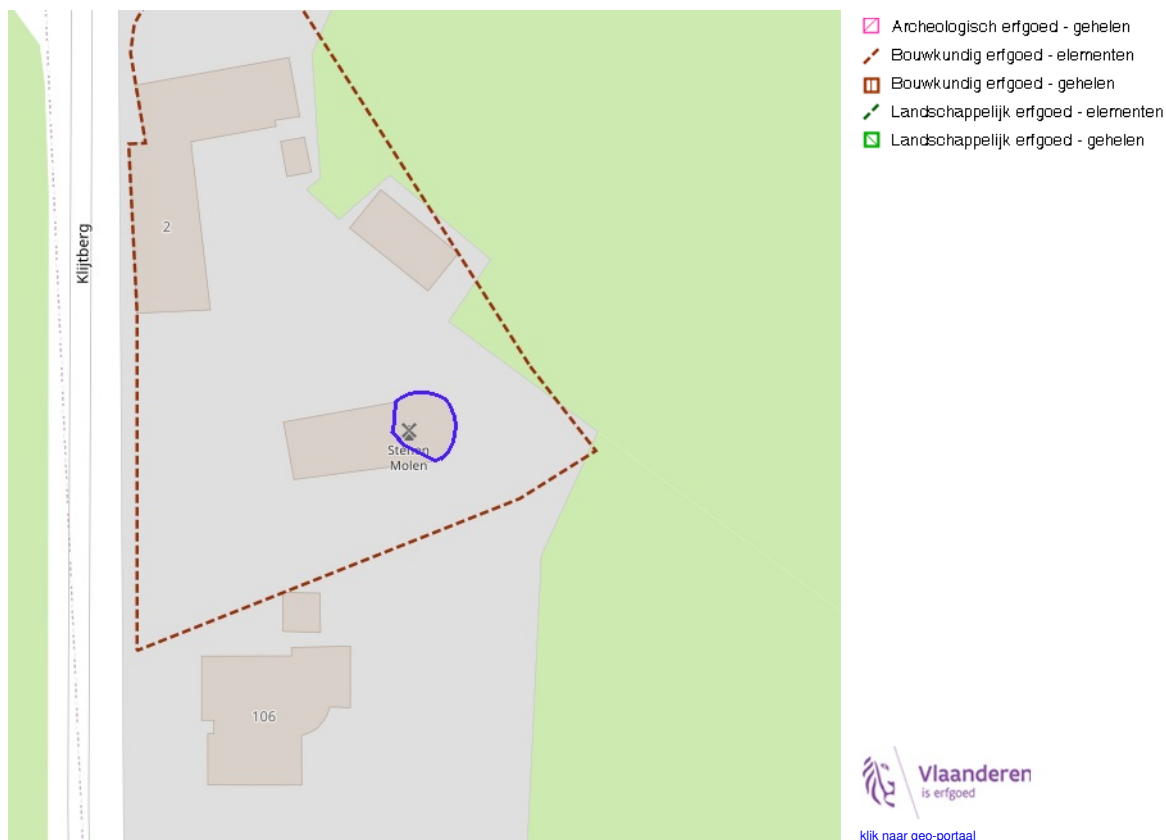 Archeologisch erfgoed - gehelen
Bouwkundig erfgoed - elementen
Bouwkundig erfgoed - gehelen
Landschappelijk erfgoed - elementen
Landschappelijk erfgoed - gehelen
2
Klijtberg
Stenen
Molen
106
Vlaanderen
is erfgoed
klik naar geo-portaal